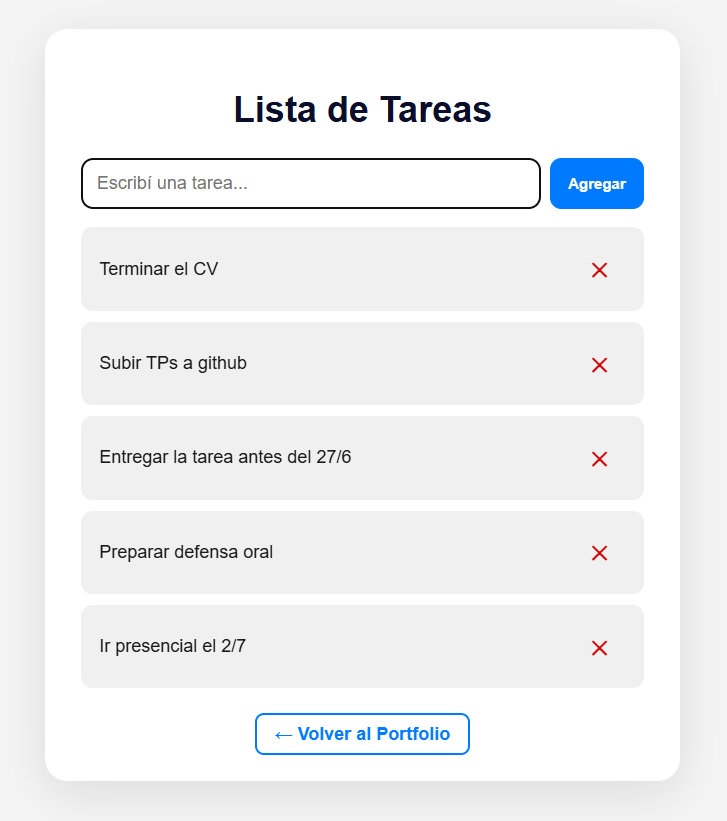 Lista de Tareas
Escribí una tarea...
Agregar
Terminar el CV
Subir TPs a github
Entregar la tarea antes del 27/6
Preparar defensa oral
Ir presencial el 2/7
← Volver al Portfolio